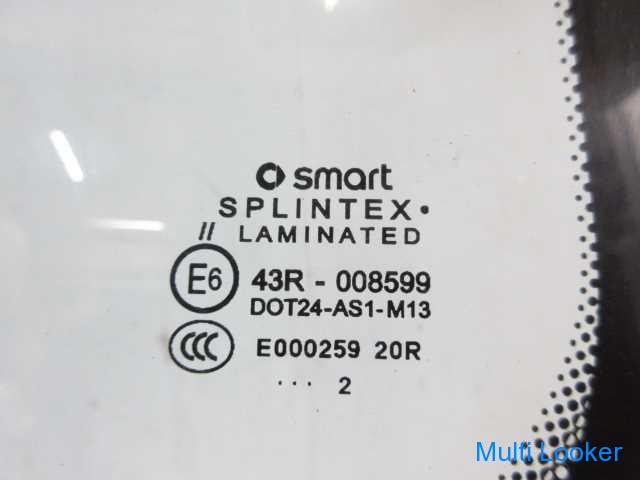 smart
SPLINTEX•
// LAMINATED
E6 43R - 008599
DOT24-AS1-M13
CCC E000259 20R
... 2
Multi Looker